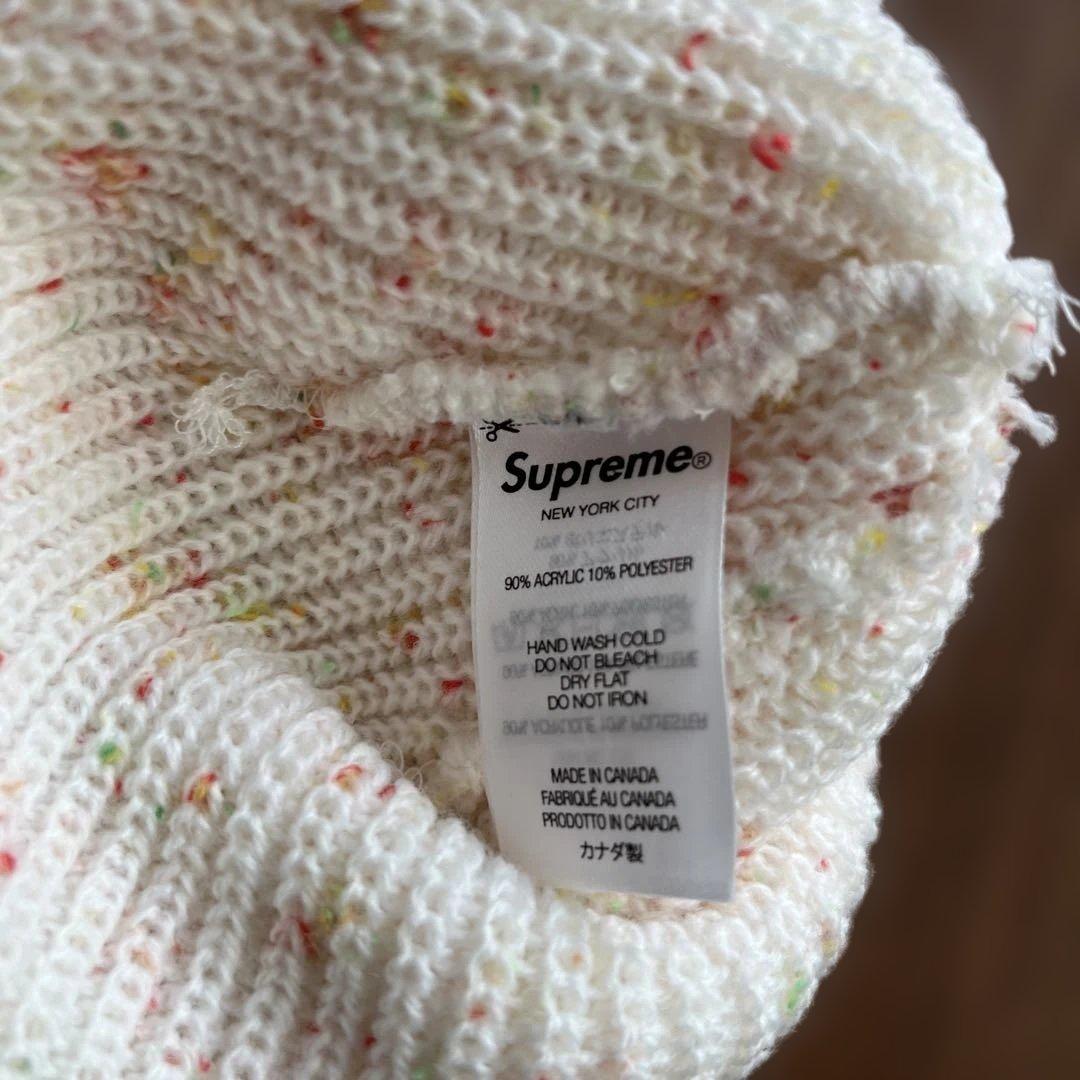 Supreme®
NEW YORK CITY
90% ACRYLIC 10% POLYESTER
HAND WASH COLD
DO NOT BLEACH
DRY FLAT
DO NOT IRON
MADE IN CANADA
FABRIQUÉ AU CANADA
PRODOTTO IN CANADA
カナダ製